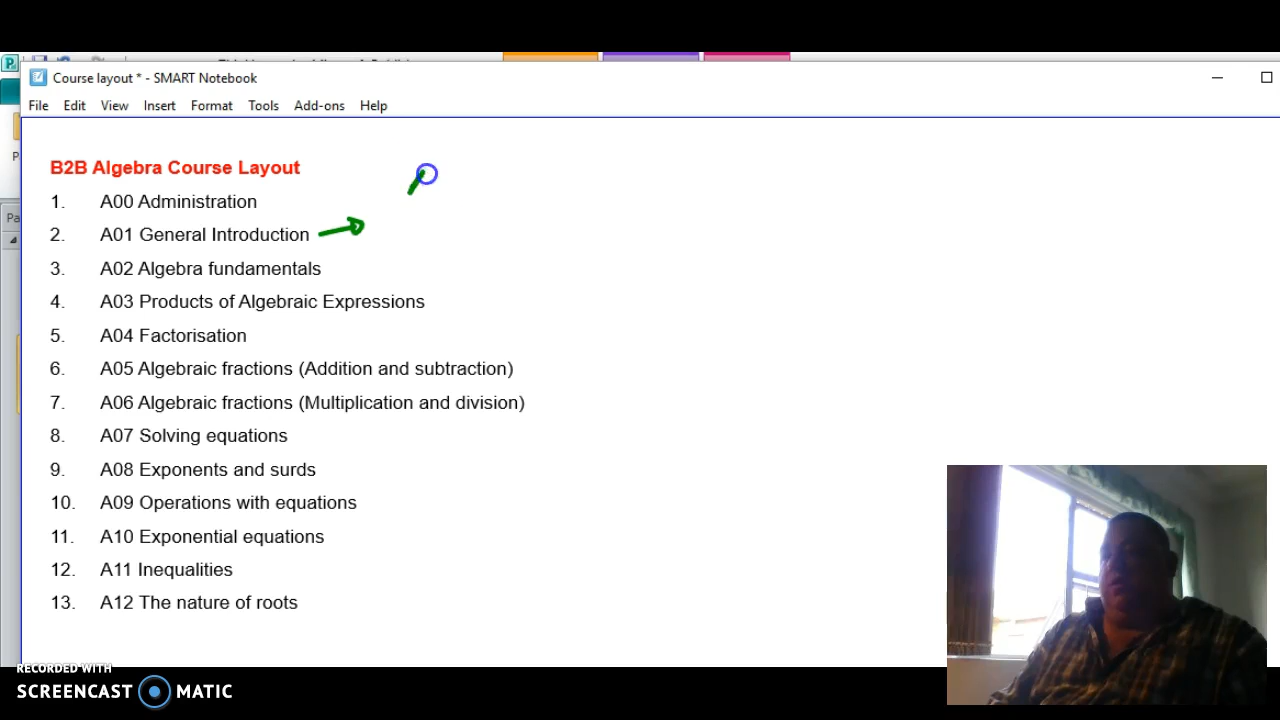 Course layout * - SMART Notebook
File Edit View Insert Format Tools Add-ons Help
B2B Algebra Course Layout
1. A00 Administration
2. A01 General Introduction
3. A02 Algebra fundamentals
4. A03 Products of Algebraic Expressions
5. A04 Factorisation
6. A05 Algebraic fractions (Addition and subtraction)
7. A06 Algebraic fractions (Multiplication and division)
8. A07 Solving equations
9. A08 Exponents and surds
10. A09 Operations with equations
11. A10 Exponential equations
12. A11 Inequalities
13. A12 The nature of roots
RECORDED WITH
SCREENCAST MATIC